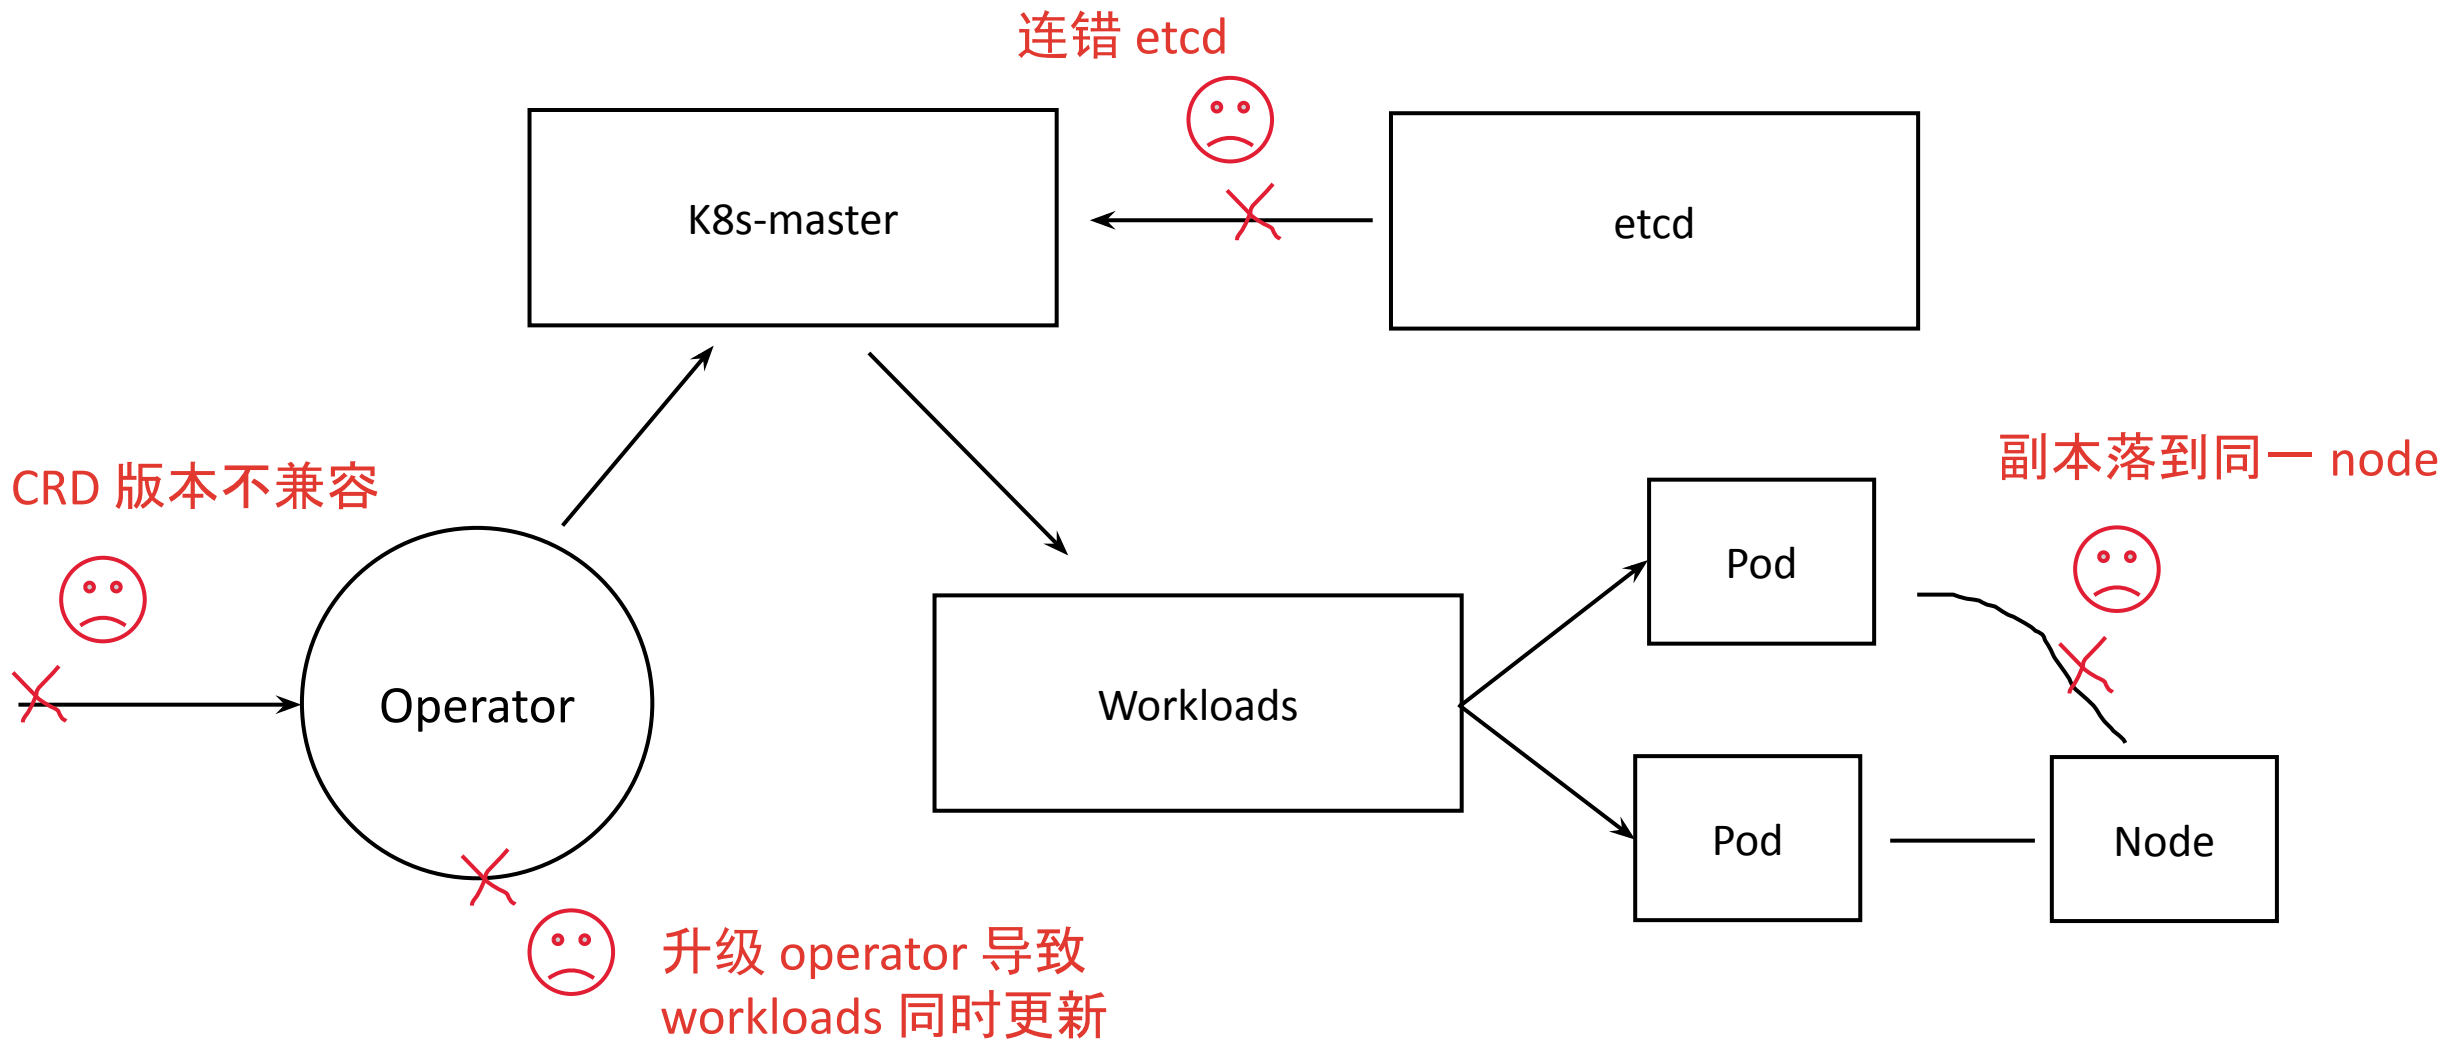 连错 etcd
K8s-master
etcd
CRD 版本不兼容
副本落到同一 node
Pod
Operator
Workloads
Pod
Node
升级 operator 导致
workloads 同时更新